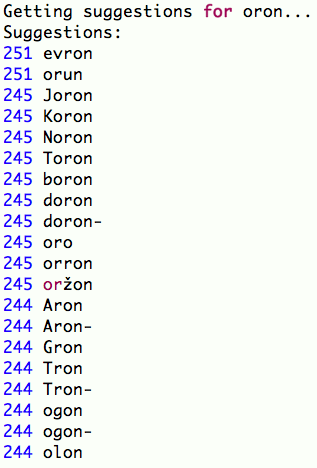 Getting suggestions for oron...
Suggestions:
251 evron
251 orun
245 Joron
245 Koron
245 Noron
245 Toron
245 boron
245 doron
245 doron-
245 oro
245 orron
245 oržon
244 Aron
244 Aron-
244 Gron
244 Tron
244 Tron-
244 ogon
244 ogon-
244 olon